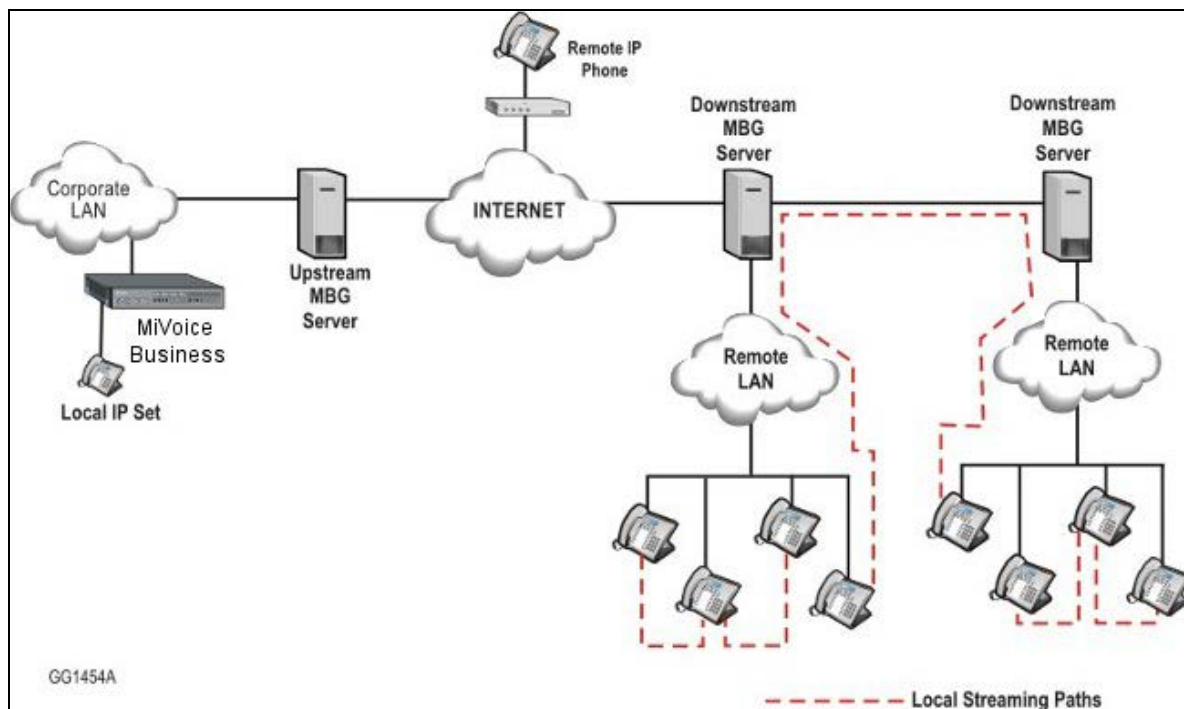 Remote IP
Phone
Downstream
MBG
Server
Downstream
MBG
Server
Corporate
LAN
INTERNET
Upstream
MBG
Server
MiVoice
Business
Local IP Set
Remote
LAN
Remote
LAN
GG1454A
Local Streaming Paths